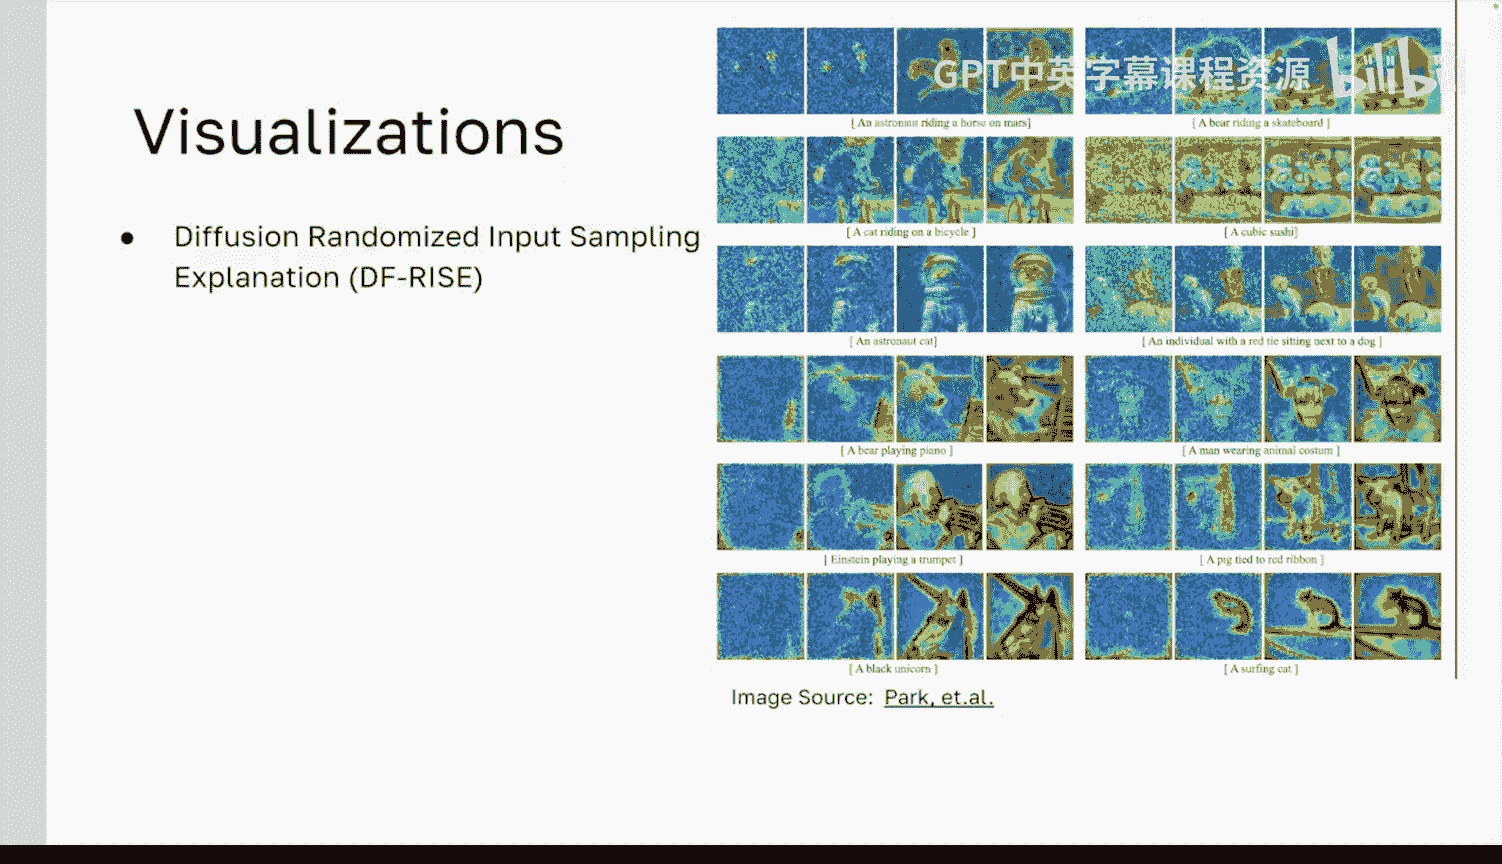 Visualizations
● Diffusion Randomized Input Sampling
Explanation (DF-RISE)
GPT中英字幕课程资源 bilibili
[ An astronaut riding a horse on mars]
[ A bear riding a skateboard ]
[ A cat riding on a bicycle ]
[ A cubic sushi]
[ An astronaut cat]
[ An individual with a red tie sitting next to a dog ]
[ A bear playing piano ]
[ A man wearing animal costum ]
[ Einstein playing a trumpet ]
[ A pig tied to red ribbon ]
[ A black unicorn ]
[ A surfing cat ]
Image Source: Park, et.al.